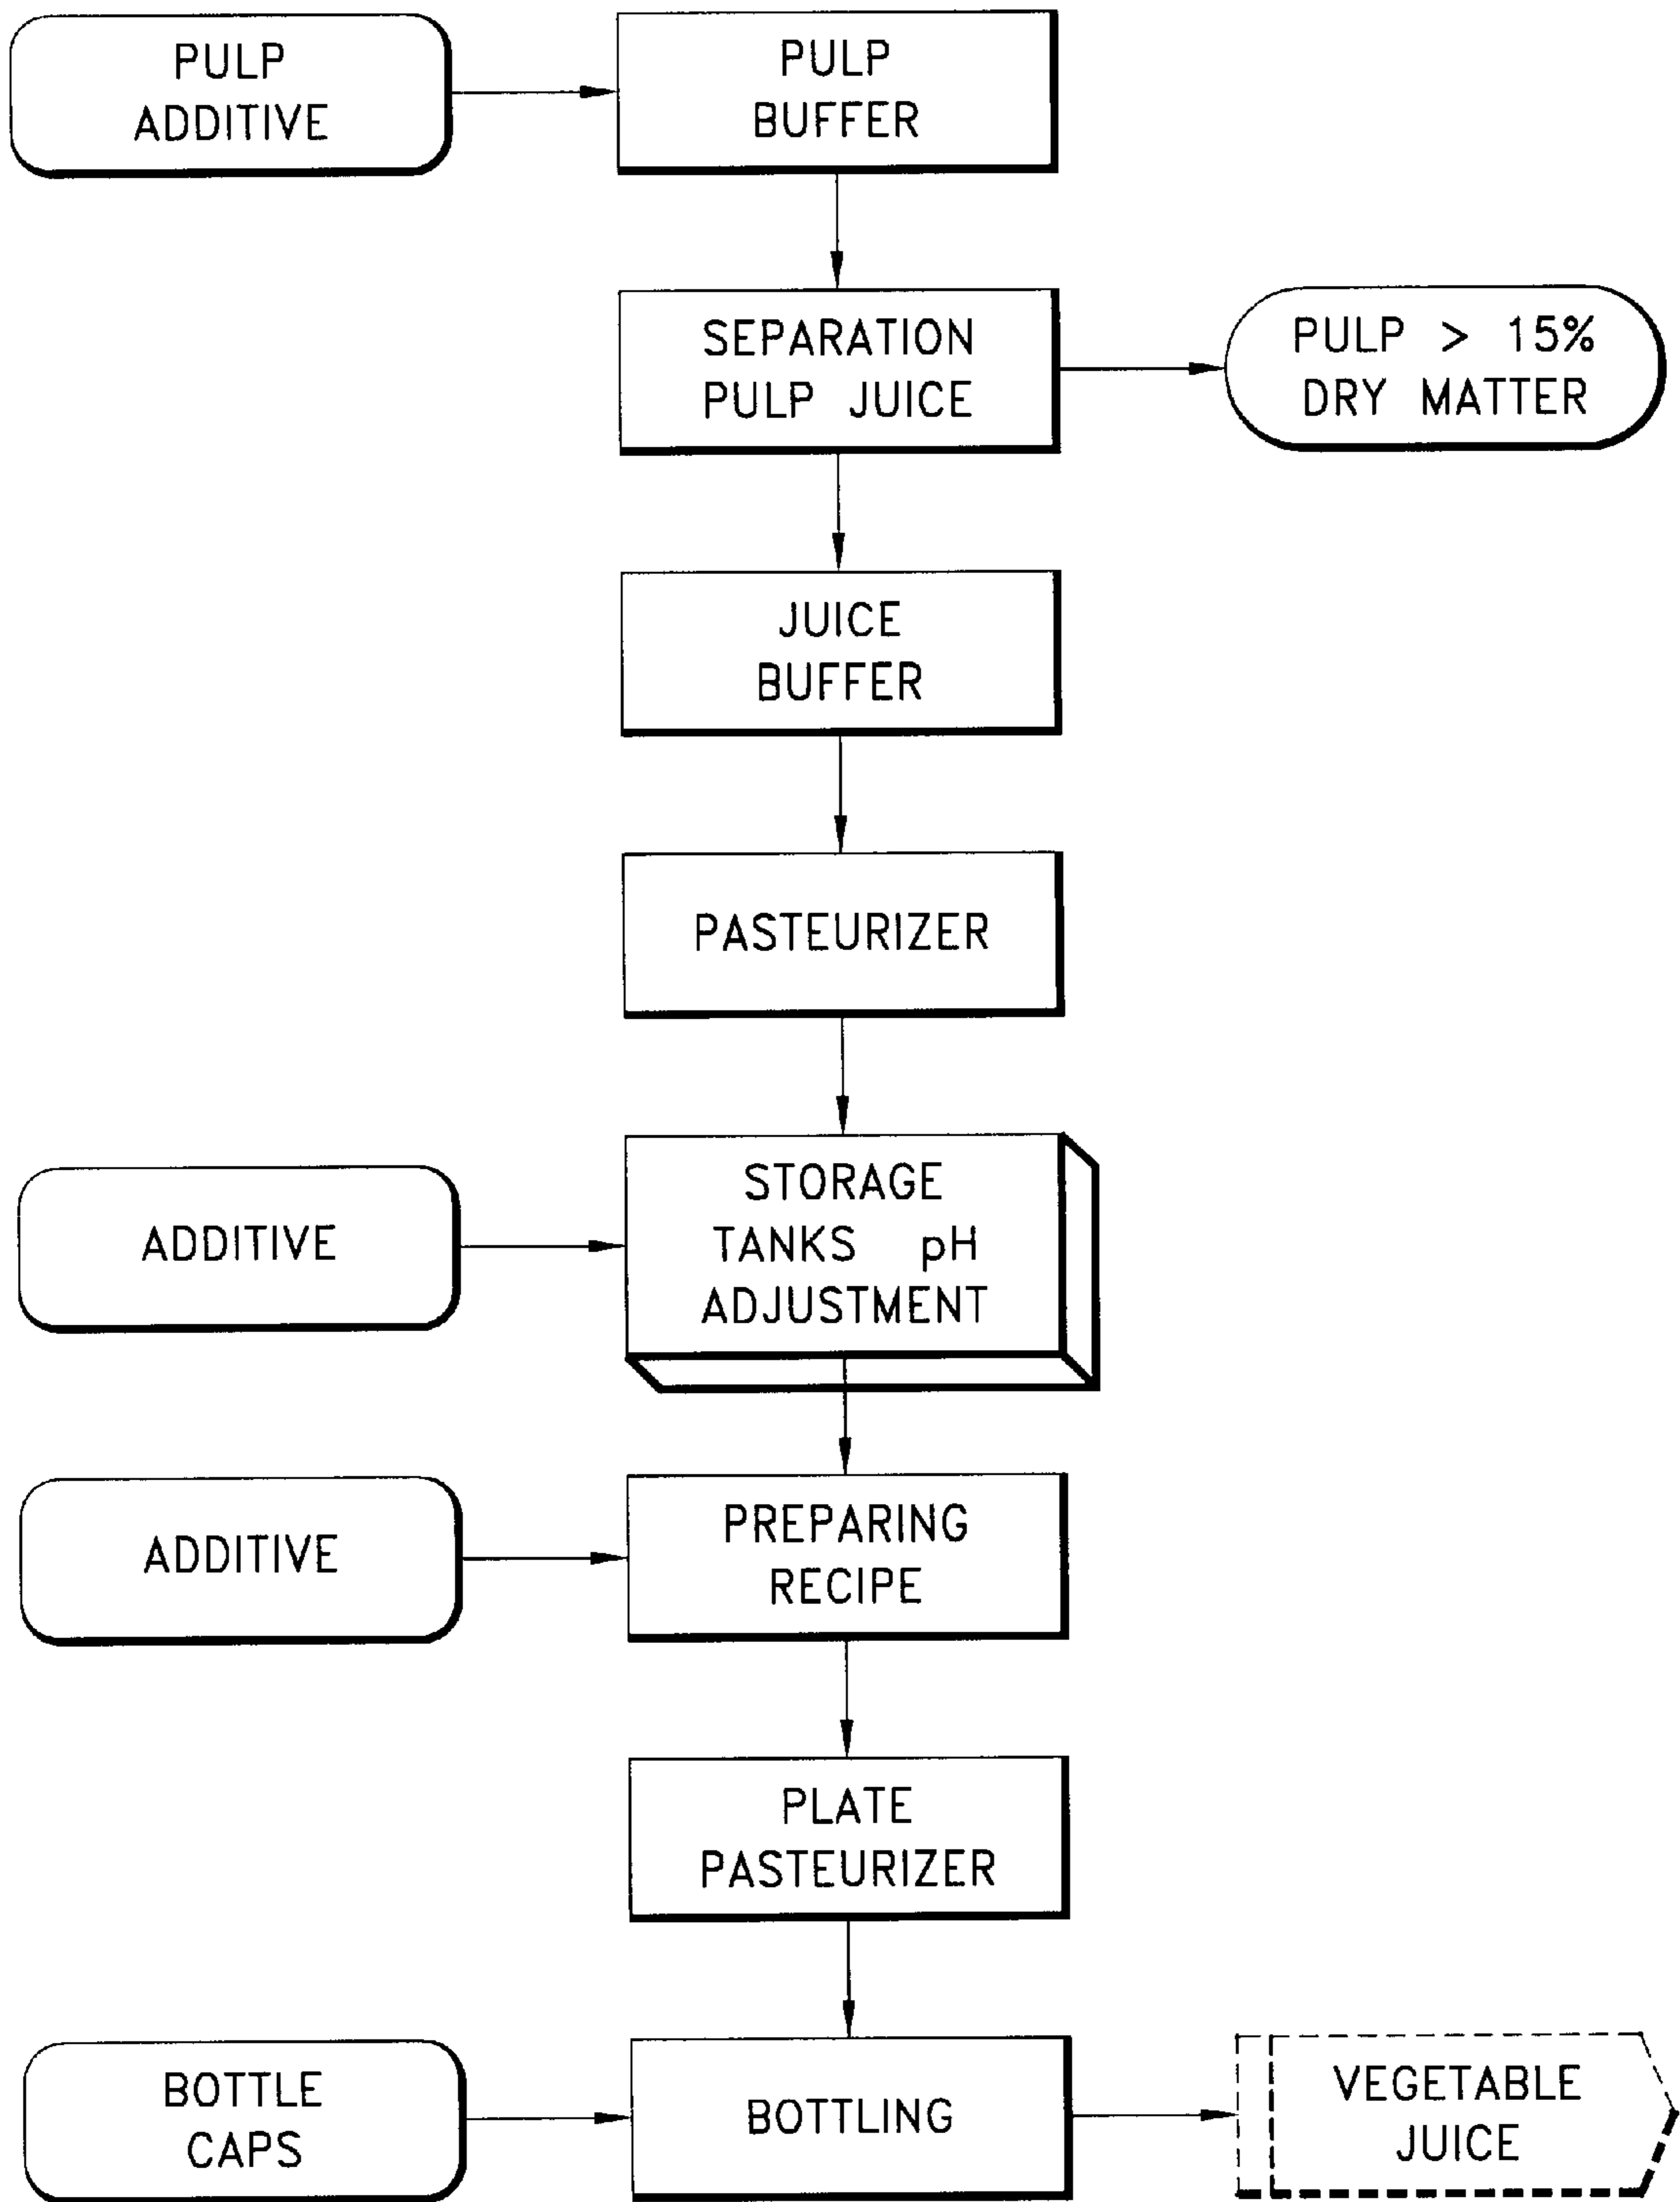 PULP
ADDITIVE
PULP
BUFFER
SEPARATION
PULP JUICE
PULP > 15%
DRY MATTER
JUICE
BUFFER
PASTEURIZER
ADDITIVE
STORAGE
TANKS pH
ADJUSTMENT
ADDITIVE
PREPARING
RECIPE
PLATE
PASTEURIZER
BOTTLE
CAPS
BOTTLING
VEGETABLE
JUICE